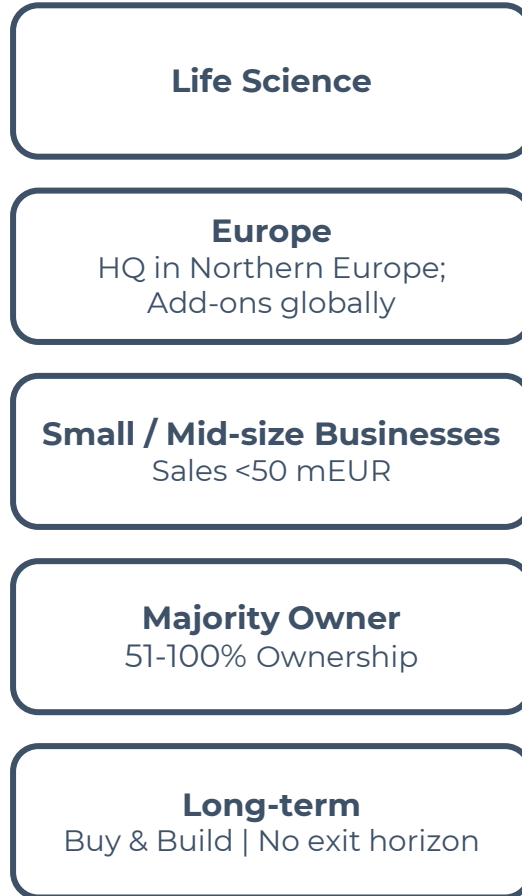 Life Science
Europe
HQ in Northern Europe;
Add-ons globally
Small / Mid-size Businesses
Sales <50 mEUR
Majority Owner
51-100% Ownership
Long-term
Buy & Build | No exit horizon